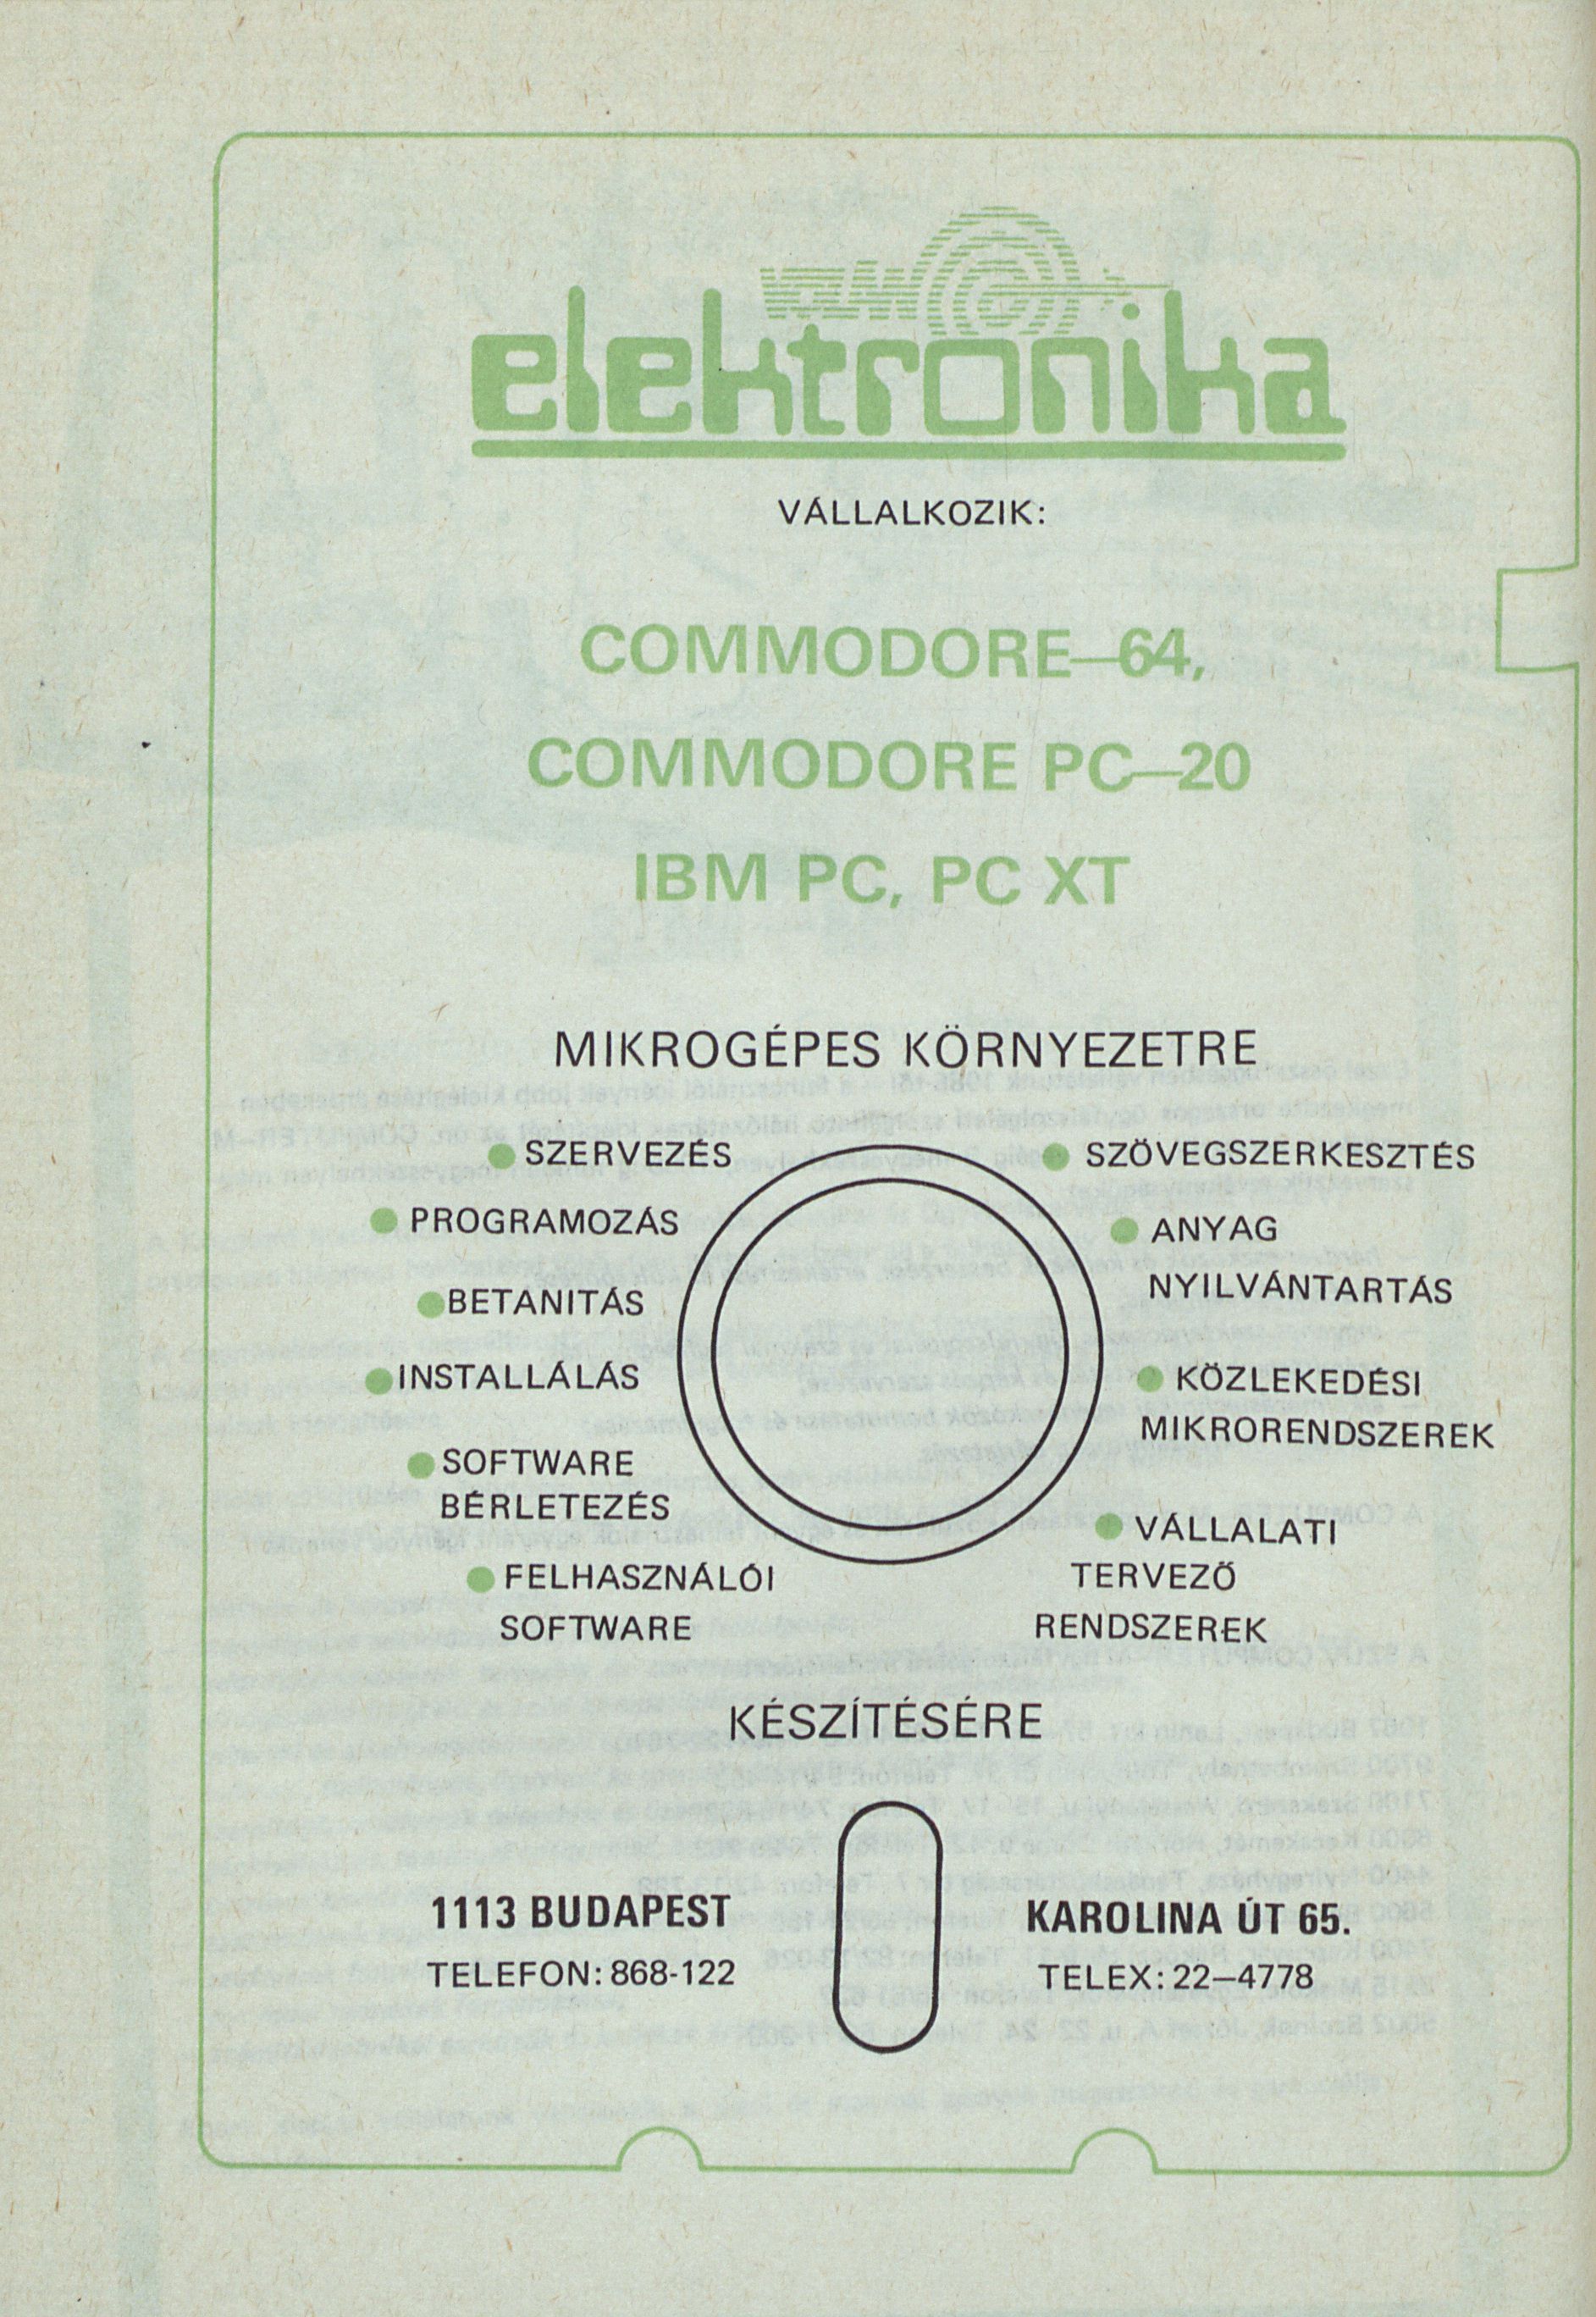 VOLÁN
elektronika
VÁLLALKOZIK:
COMMODORE—64,
COMMODORE PC—20
IBM PC, PC XT
MIKROGÉPES KÖRNYEZETRE
SZERVEZÉS
PROGRAMOZÁS
BETANITÁS
INSTALLÁLÁS
SOFTWARE
BÉRLETEZÉS
FELHASZNÁLÓI
SOFTWARE
SZÖVEGSZERKESZTÉS
ANYAG
NYILVÁNTARTÁS
KÖZLEKEDÉSI
MIKRORENDSZEREK
VÁLLALATI
TERVEZŐ
RENDSZEREK
KÉSZÍTÉSÉRE
1113 BUDAPEST
TELEFON: 868-122
KAROLINA ÚT 65.
TELEX: 22—4778